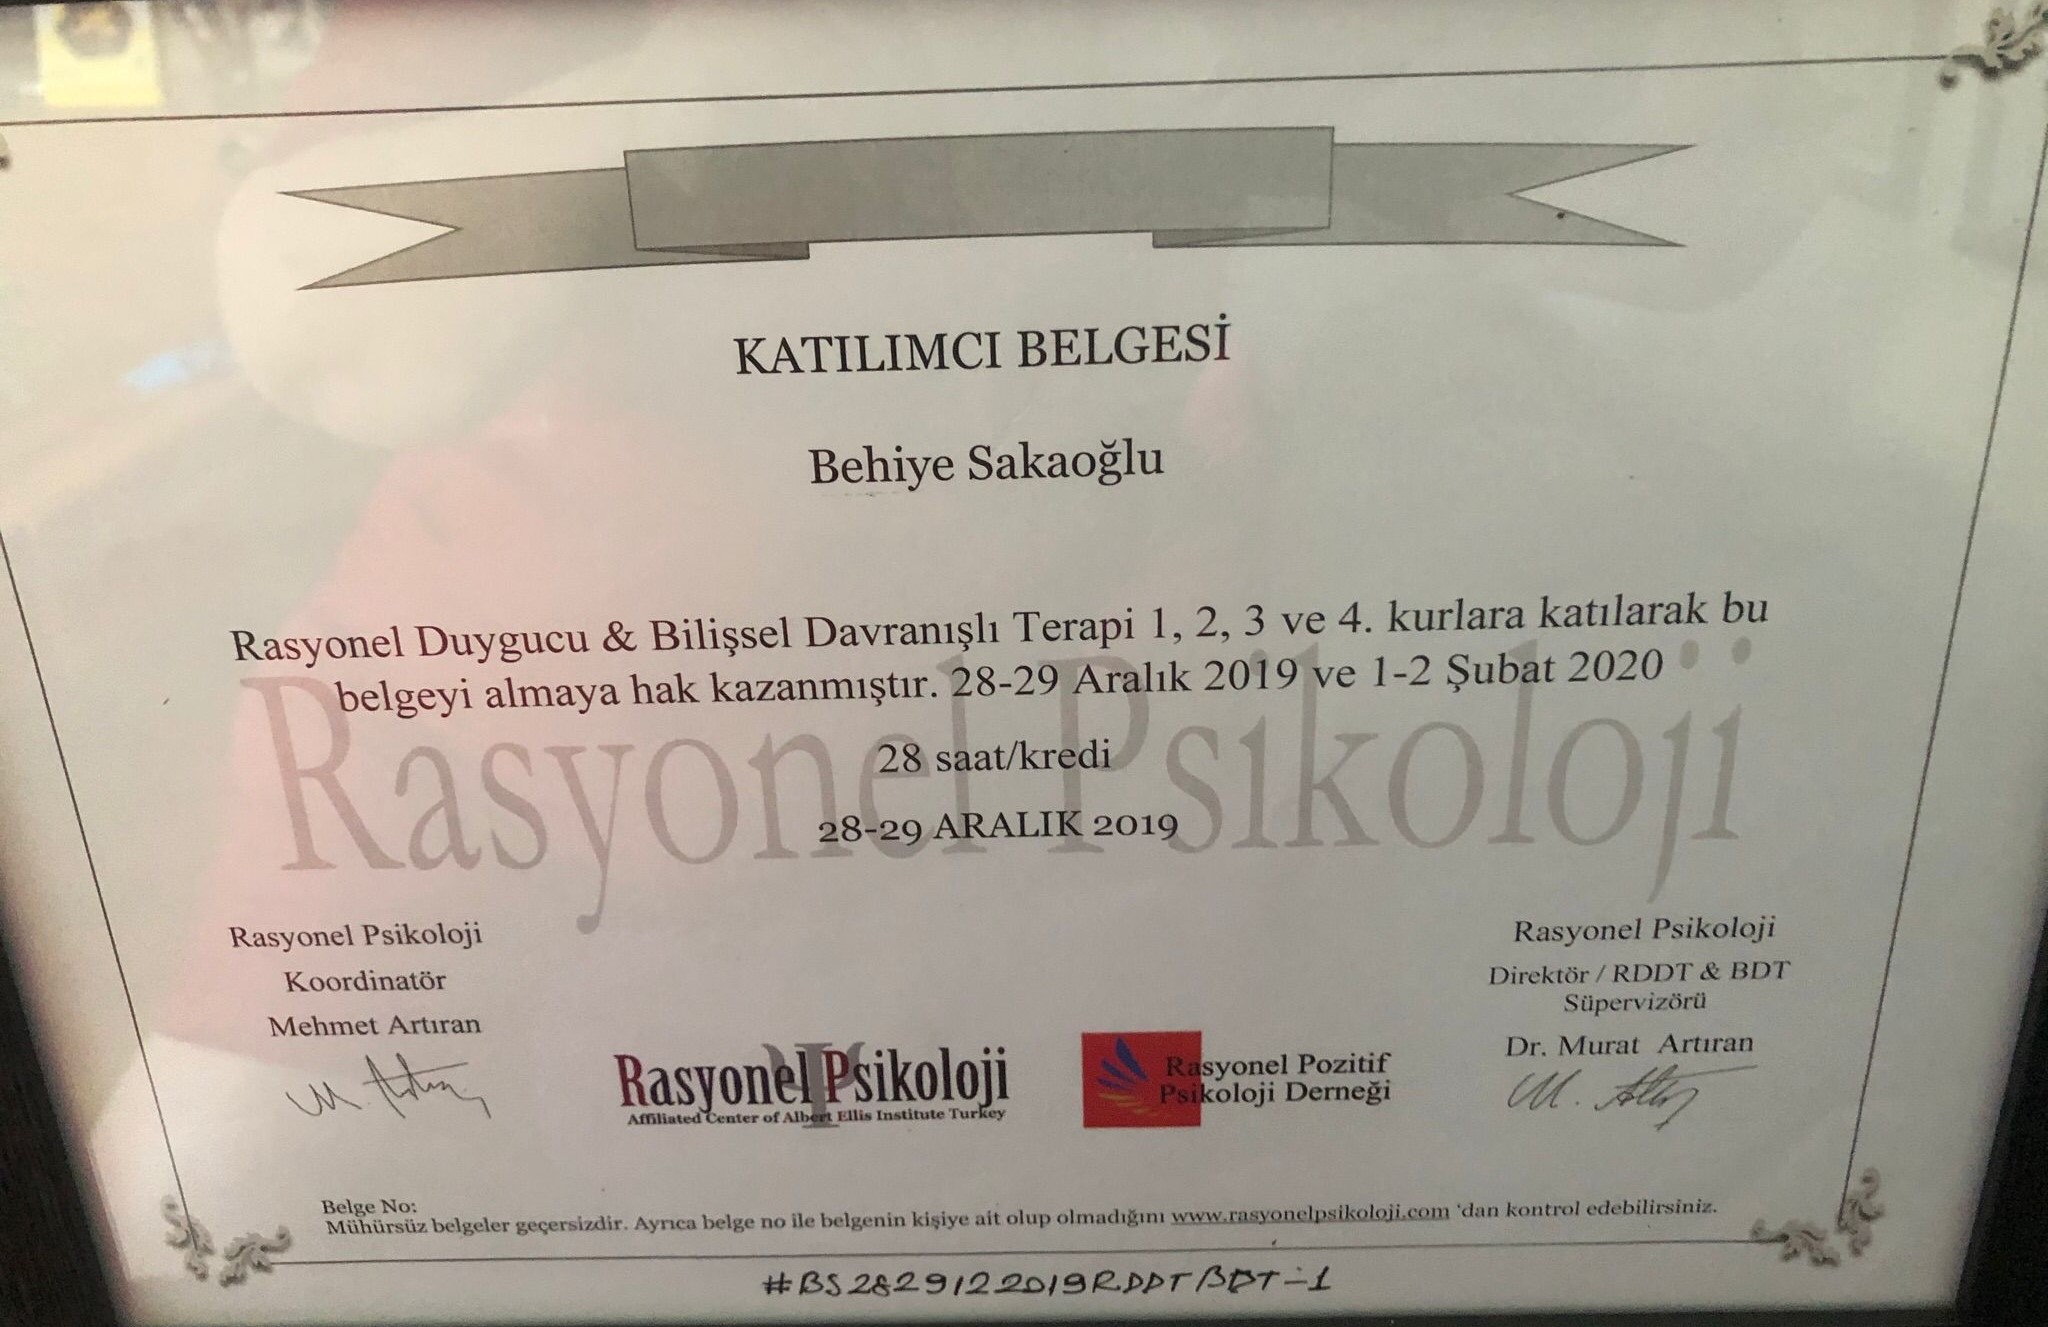 KATILIMCI BELGESİ
Behiye Sakaoğlu
Rasyonel Duygucu & Bilişsel Davranışlı Terapi 1, 2, 3 ve 4. kurlara katılarak bu
belgeyi almaya hak kazanmıştır. 28-29 Aralık 2019 ve 1-2 Şubat 2020
Rasyonel Psikoloji
28 saat/kredi
28-29 ARALIK 2019
Rasyonel Psikoloji
Koordinatör
Mehmet Artıran
Rasyonel Psikoloji
Affiliated Center of Albert Ellis Institute Turkey
Rasyonel Pozitif
Psikoloji Derneği
Rasyonel Psikoloji
Direktör / RDDT & BDT
Süpervizörü
Dr. Murat Artıran
Belge No:
Mühürsüz belgeler geçersizdir. Ayrıca belge no ile belgenin kişiye ait olup olmadığını www.rasyonelpsikoloji.com 'dan kontrol edebilirsiniz.
#BS2829122019RDDTBDT-1